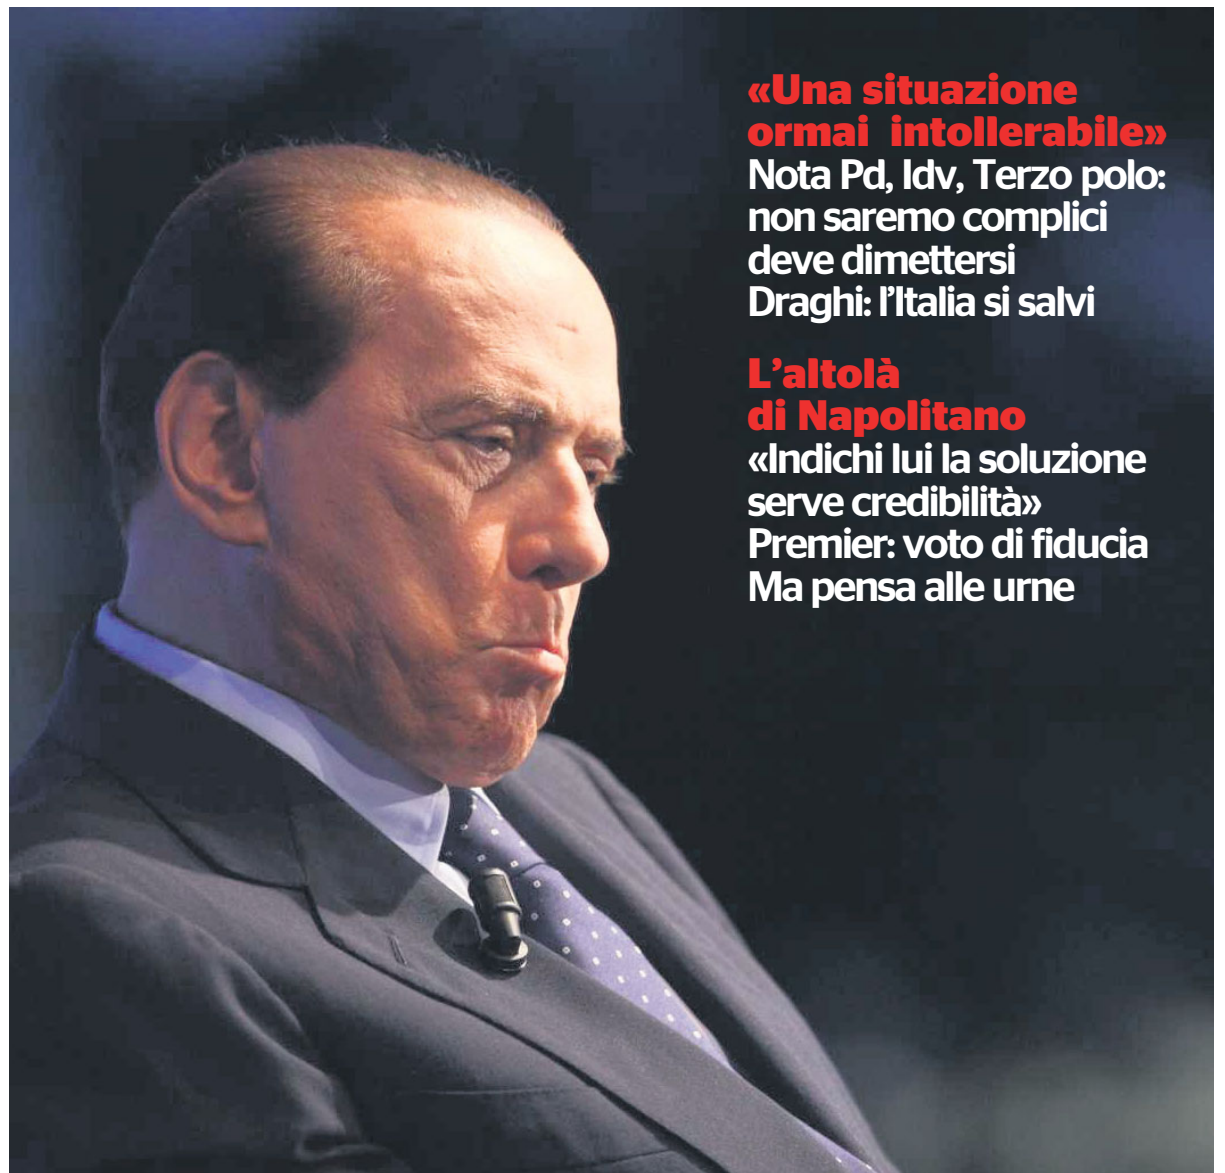 «Una situazione
ormai intollerabile»
Nota Pd, Idv, Terzo polo:
non saremo complici
deve dimettersi
Draghi: l’Italia si salvi
L’altolà
di Napolitano
«Indichi lui la soluzione
serve credibilità»
Premier: voto di fiducia
Ma pensa alle urne